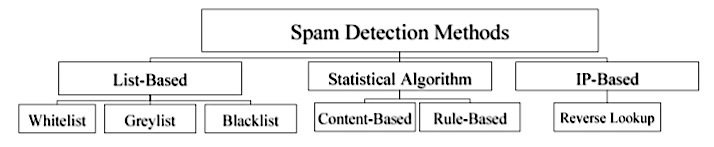 Spam Detection Methods
List-Based Statistical Algorithm IP-Based
Whitelist Greylist Blacklist Content-Based Rule-Based Reverse Lookup